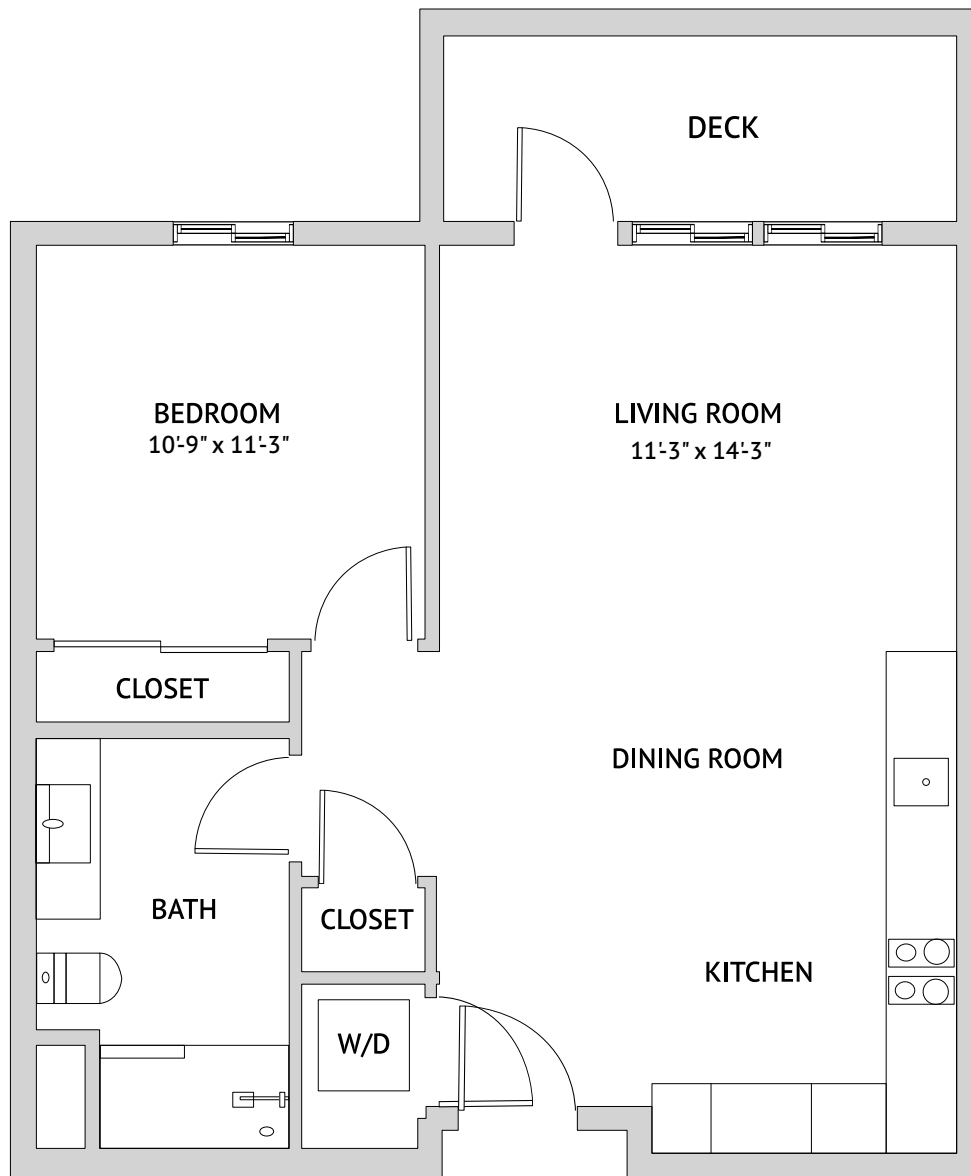 DECK
BEDROOM
10'-9" x 11'-3"
LIVING ROOM
11'-3" x 14'-3"
CLOSET
DINING ROOM
BATH
CLOSET
KITCHEN
W/D